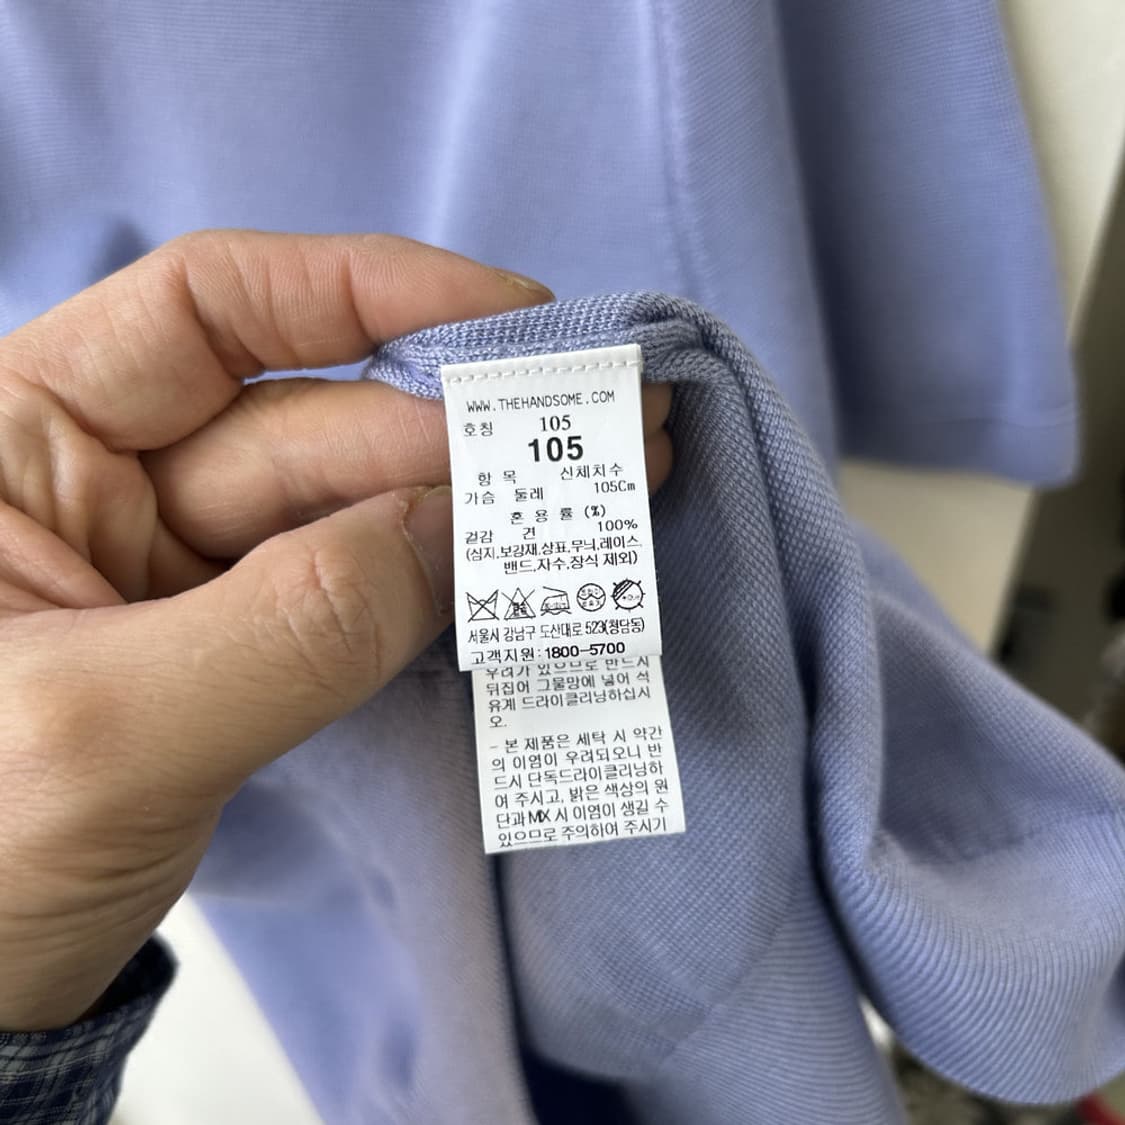 WWW.THEHANDSOME.COM
호칭 105
105
항 목 신체치수
가슴 둘레 105Cm
혼 용 률 (%)
겉감 견 100%
(심지,보강재,상표,무늬,레이스,
밴드,자수,장식 제외)
서울시 강남구 도산대로 523(청담동)
고객지원: 1800-5700
우려가 있으므로 반드시
뒤집어 그물망에 넣어 석
유계 드라이클리닝하십시
오.
- 본 제품은 세탁 시 약간
의 이염이 우려되오니 반
드시 단독드라이클리닝하
여 주시고, 밝은 색상의 원
단과 MIX 시 이염이 생길 수
있으므로 주의하여 주시기